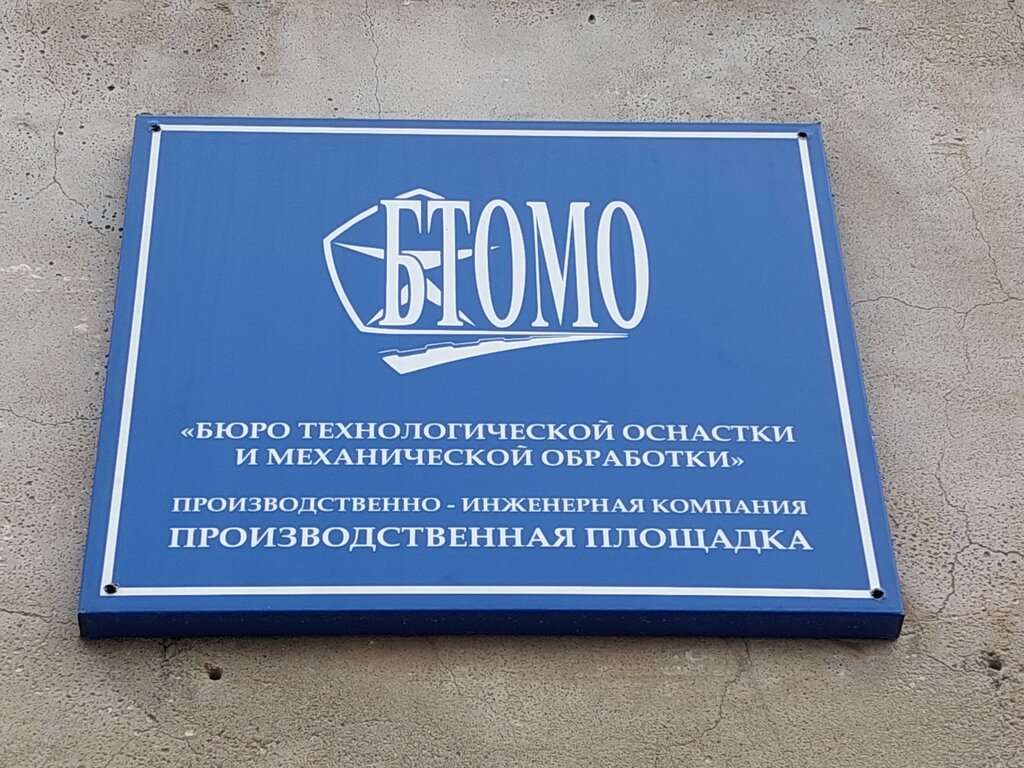 БТОМО
«БЮРО ТЕХНОЛОГИЧЕСКОЙ ОСНАСТКИ
И МЕХАНИЧЕСКОЙ ОБРАБОТКИ»
ПРОИЗВОДСТВЕННО - ИНЖЕНЕРНАЯ КОМПАНИЯ
ПРОИЗВОДСТВЕННАЯ ПЛОЩАДКА